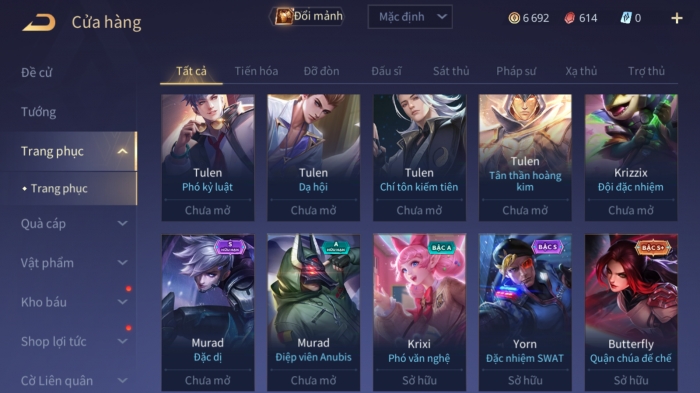 Cửa hàng
Đổi mảnh
Mặc định
6 692
614
0
Đề cử
Tướng
Trang phục
Trang phục
Quà cáp
Vật phẩm
Kho báu
Shop lợi tức
Cờ Liên quân
Tất cả
Tiến hóa
Đỡ đòn
Đấu sĩ
Sát thủ
Pháp sư
Xạ thủ
Trợ thủ
Tulen
Phó kỷ luật
Chưa mở
Tulen
Dạ hội
Chưa mở
Tulen
Chí tôn kiếm tiên
Chưa mở
Tulen
Tân thần hoàng
kim
Chưa mở
Krizzix
Đội đặc nhiệm
Chưa mở
S
HỮU HẠN
Murad
Đặc dị
Chưa mở
A
HỮU HẠN
Murad
Điệp viên Anubis
Chưa mở
BẬC A
Krixi
Phó văn nghệ
Sở hữu
BẬC S
Yorn
Đặc nhiệm SWAT
Sở hữu
BẬC S+
Butterfly
Quận chúa đế chế
Sở hữu